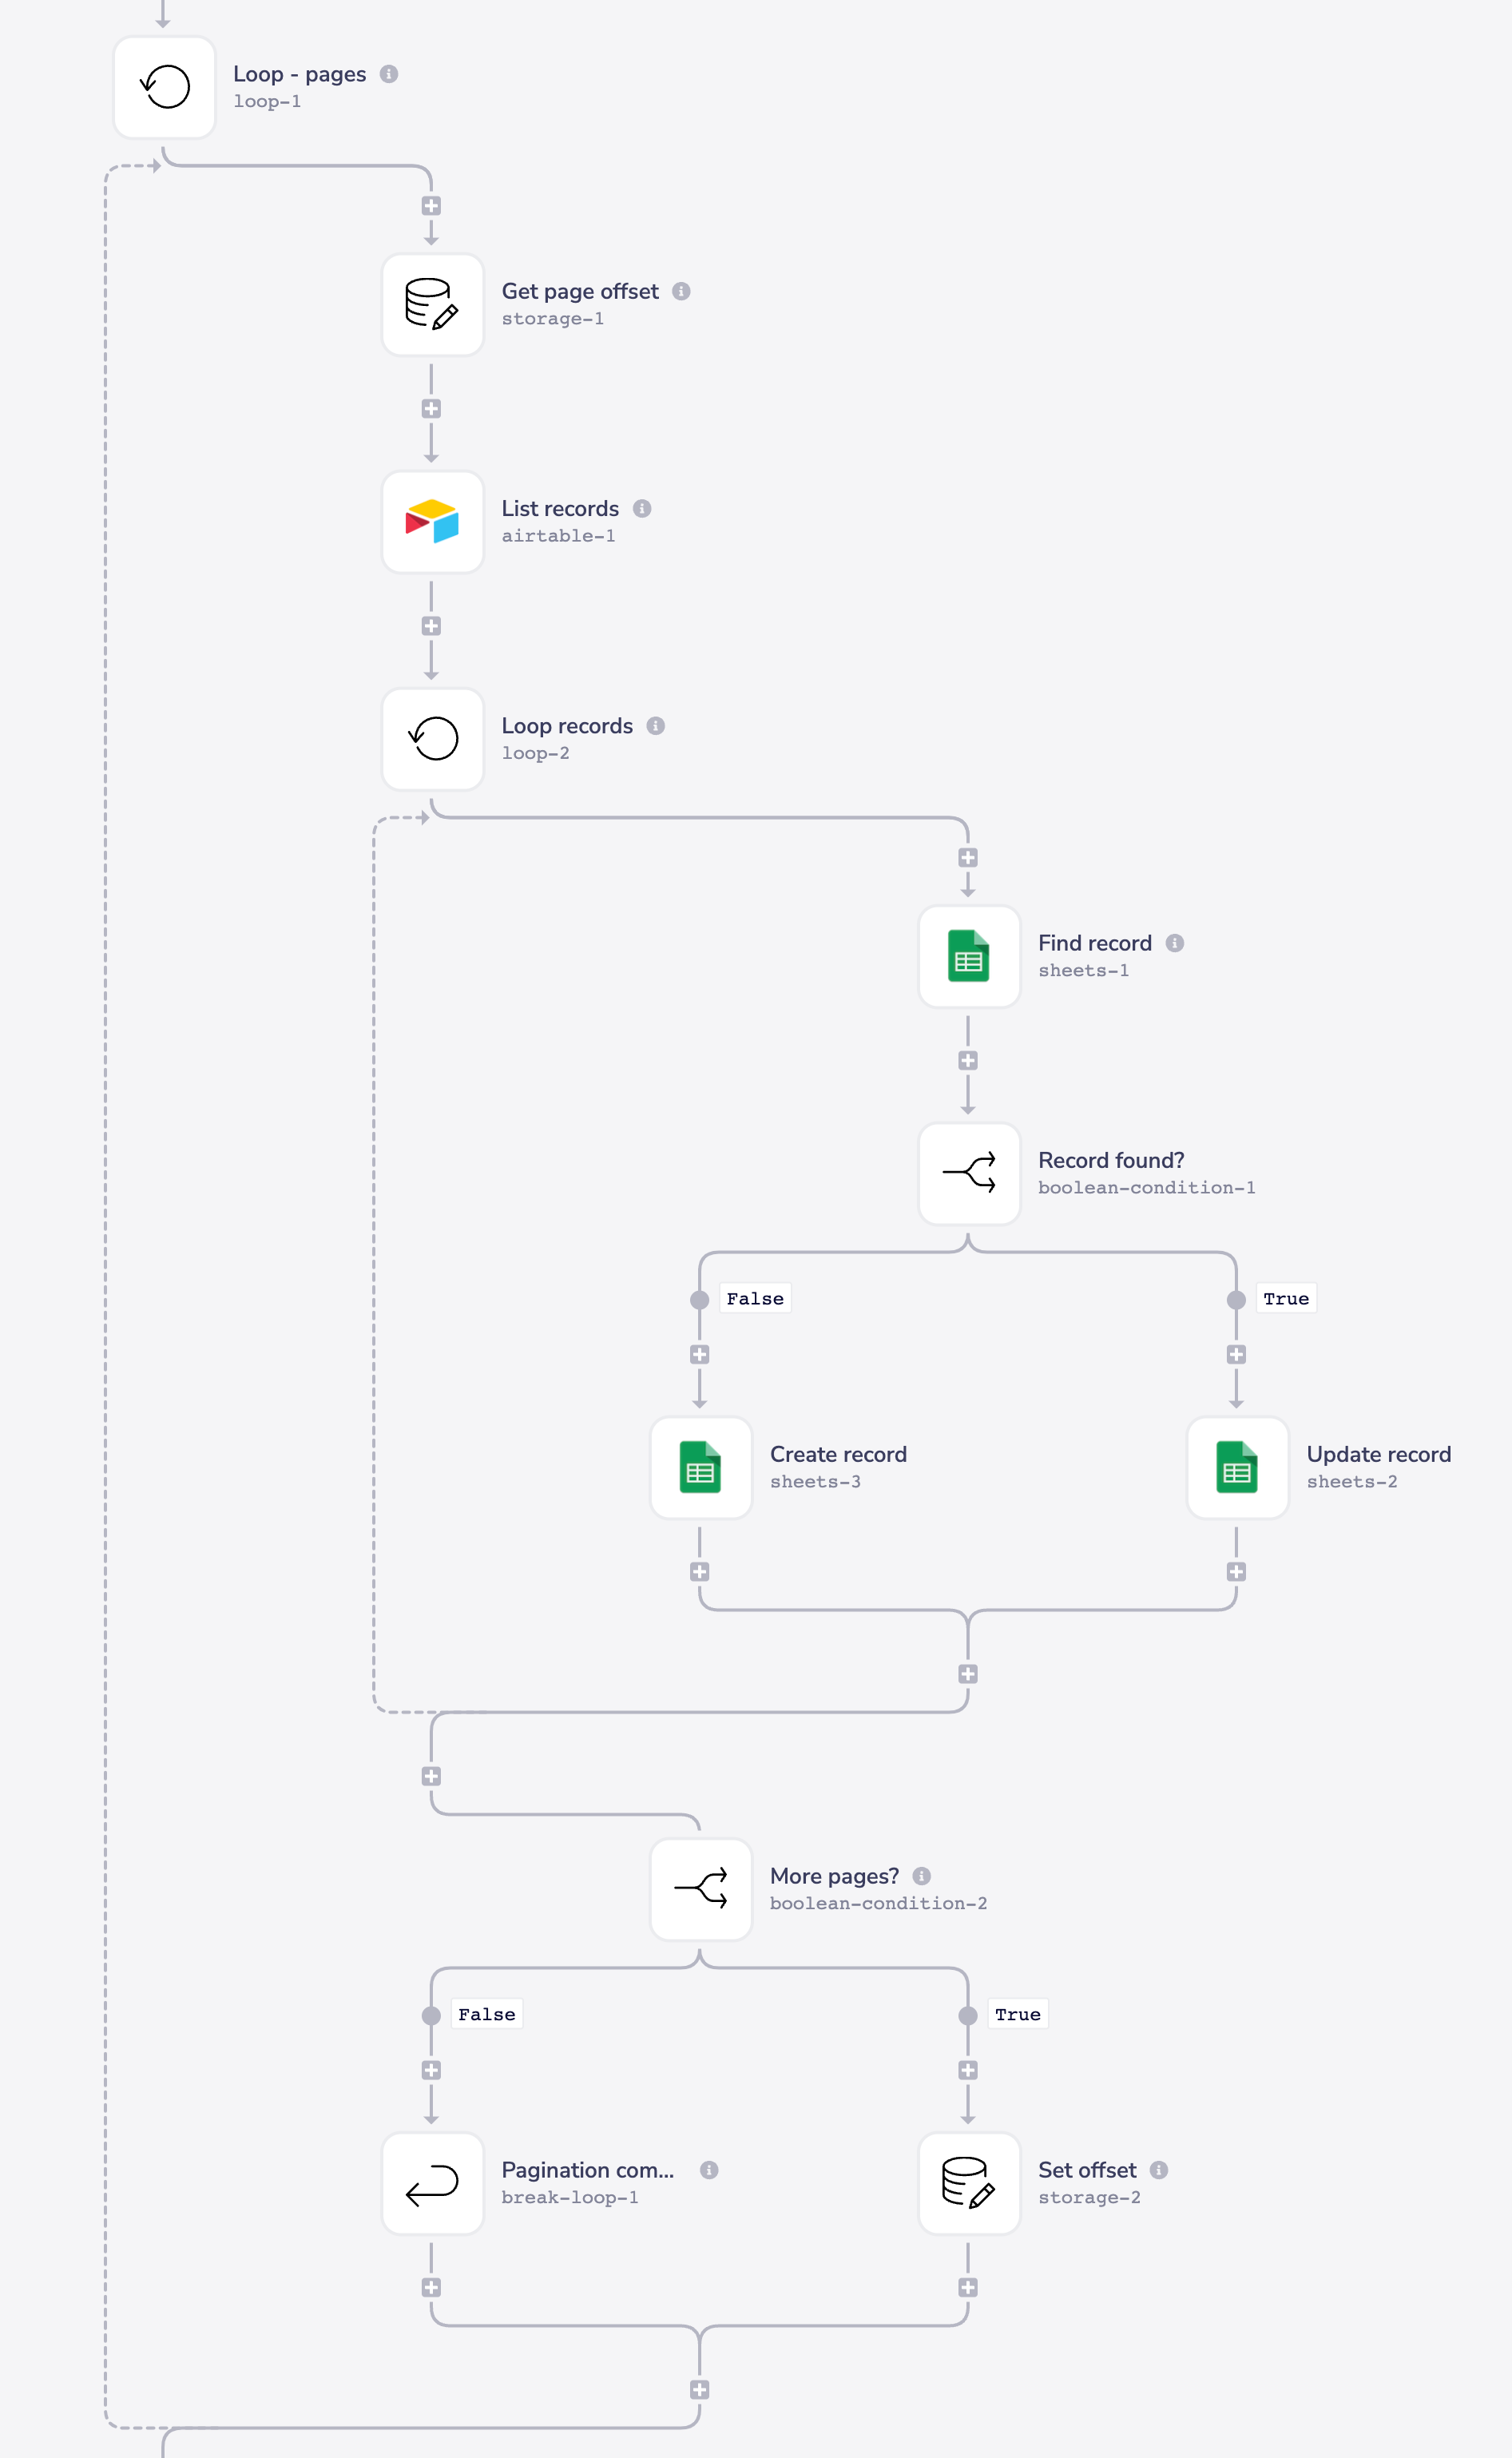 Loop - pages
loop-1
Get page offset
storage-1
List records
airtable-1
Loop records
loop-2
Find record
sheets-1
Record found?
boolean-condition-1
False
True
Create record
sheets-3
Update record
sheets-2
More pages?
boolean-condition-2
False
True
Pagination com...
break-loop-1
Set offset
storage-2